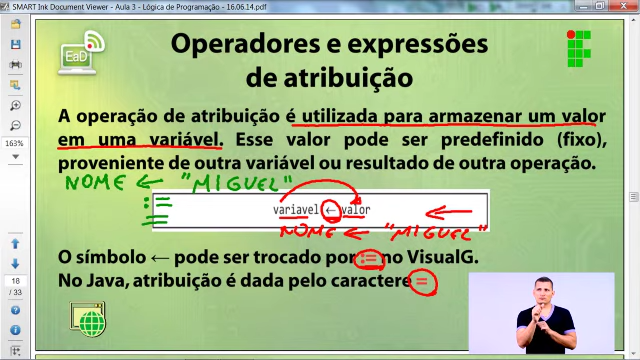 SMART Ink Document Viewer - Aula 3 - Lógica de Programação - 16.06.14*
EaD
Operadores e expressões
de atribuição
A operação de atribuição é utilizada para armazenar um valor
em uma variável. Esse valor pode ser predefinido (fixo),
proveniente de outra variável ou resultado de outra operação.
NOME ← "MIGUEL"
:=
=
variavel ← valor
NOME ← "MIGUEL"
O símbolo ← pode ser trocado por := no VisualG.
No Java, atribuição é dada pelo caractere =
163%
18
/ 33